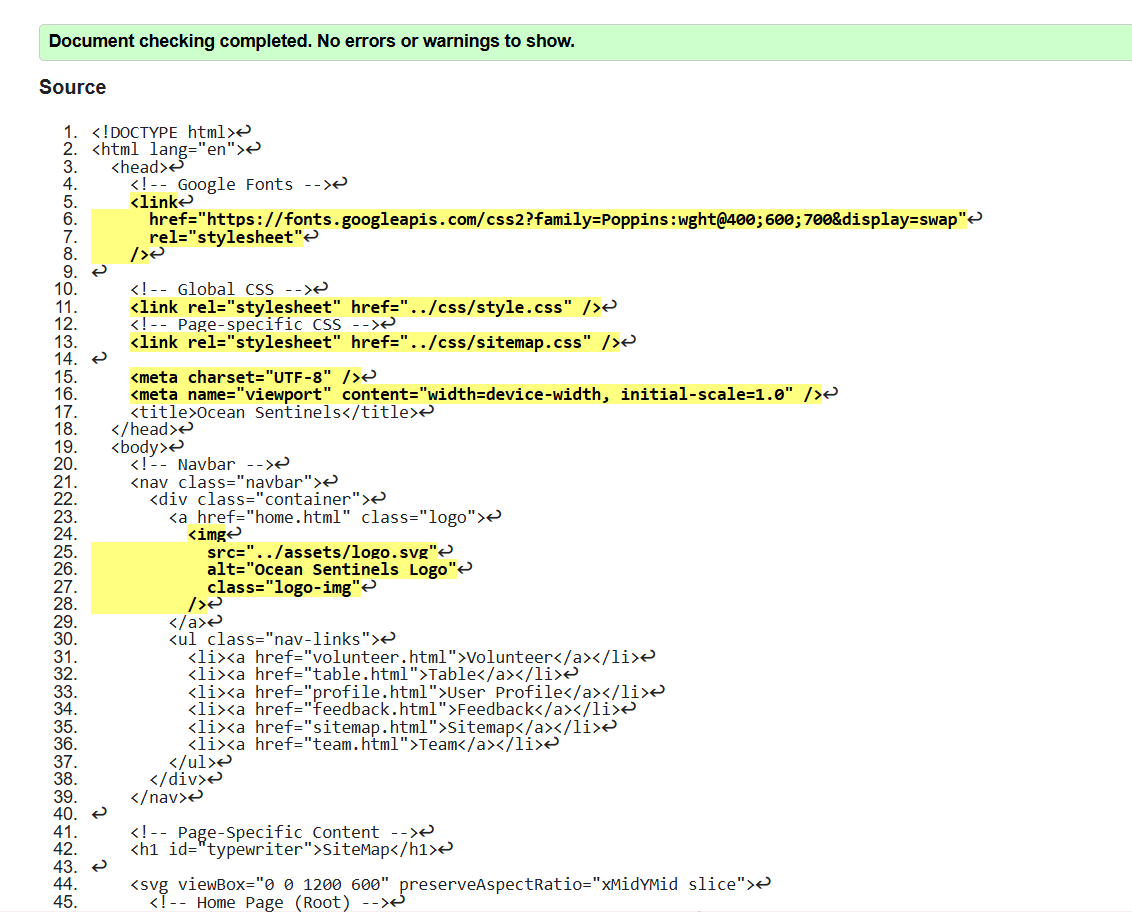 Document checking completed. No errors or warnings to show.
Source
1. <!DOCTYPE html>↩
2. <html lang="en">↩
3. <head>↩
4. <!-- Google Fonts -->↩
5. <link↩
6. href="https://fonts.googleapis.com/css2?family=Poppins:wght@400;600;700&display=swap"↩
7. rel="stylesheet"↩
8. />↩
9. ↩
10. <!-- Global CSS -->↩
11. <link rel="stylesheet" href="../css/style.css" />↩
12. <!-- Page-specific CSS -->↩
13. <link rel="stylesheet" href="../css/sitemap.css" />↩
14. ↩
15. <meta charset="UTF-8" />↩
16. <meta name="viewport" content="width=device-width, initial-scale=1.0" />↩
17. <title>Ocean Sentinels</title>↩
18. </head>↩
19. <body>↩
20. <!-- Navbar -->↩
21. <nav class="navbar">↩
22. <div class="container">↩
23. <a href="home.html" class="logo">↩
24. <img↩
25. src="../assets/logo.svg"↩
26. alt="Ocean Sentinels Logo"↩
27. class="logo-img"↩
28. />↩
29. </a>↩
30. <ul class="nav-links">↩
31. <li><a href="volunteer.html">Volunteer</a></li>↩
32. <li><a href="table.html">Table</a></li>↩
33. <li><a href="profile.html">User Profile</a></li>↩
34. <li><a href="feedback.html">Feedback</a></li>↩
35. <li><a href="sitemap.html">Sitemap</a></li>↩
36. <li><a href="team.html">Team</a></li>↩
37. </ul>↩
38. </div>↩
39. </nav>↩
40. ↩
41. <!-- Page-Specific Content -->↩
42. <h1 id="typewriter">SiteMap</h1>↩
43. ↩
44. <svg viewBox="0 0 1200 600" preserveAspectRatio="xMidYMid slice">↩
45. <!-- Home Page (Root) -->↩